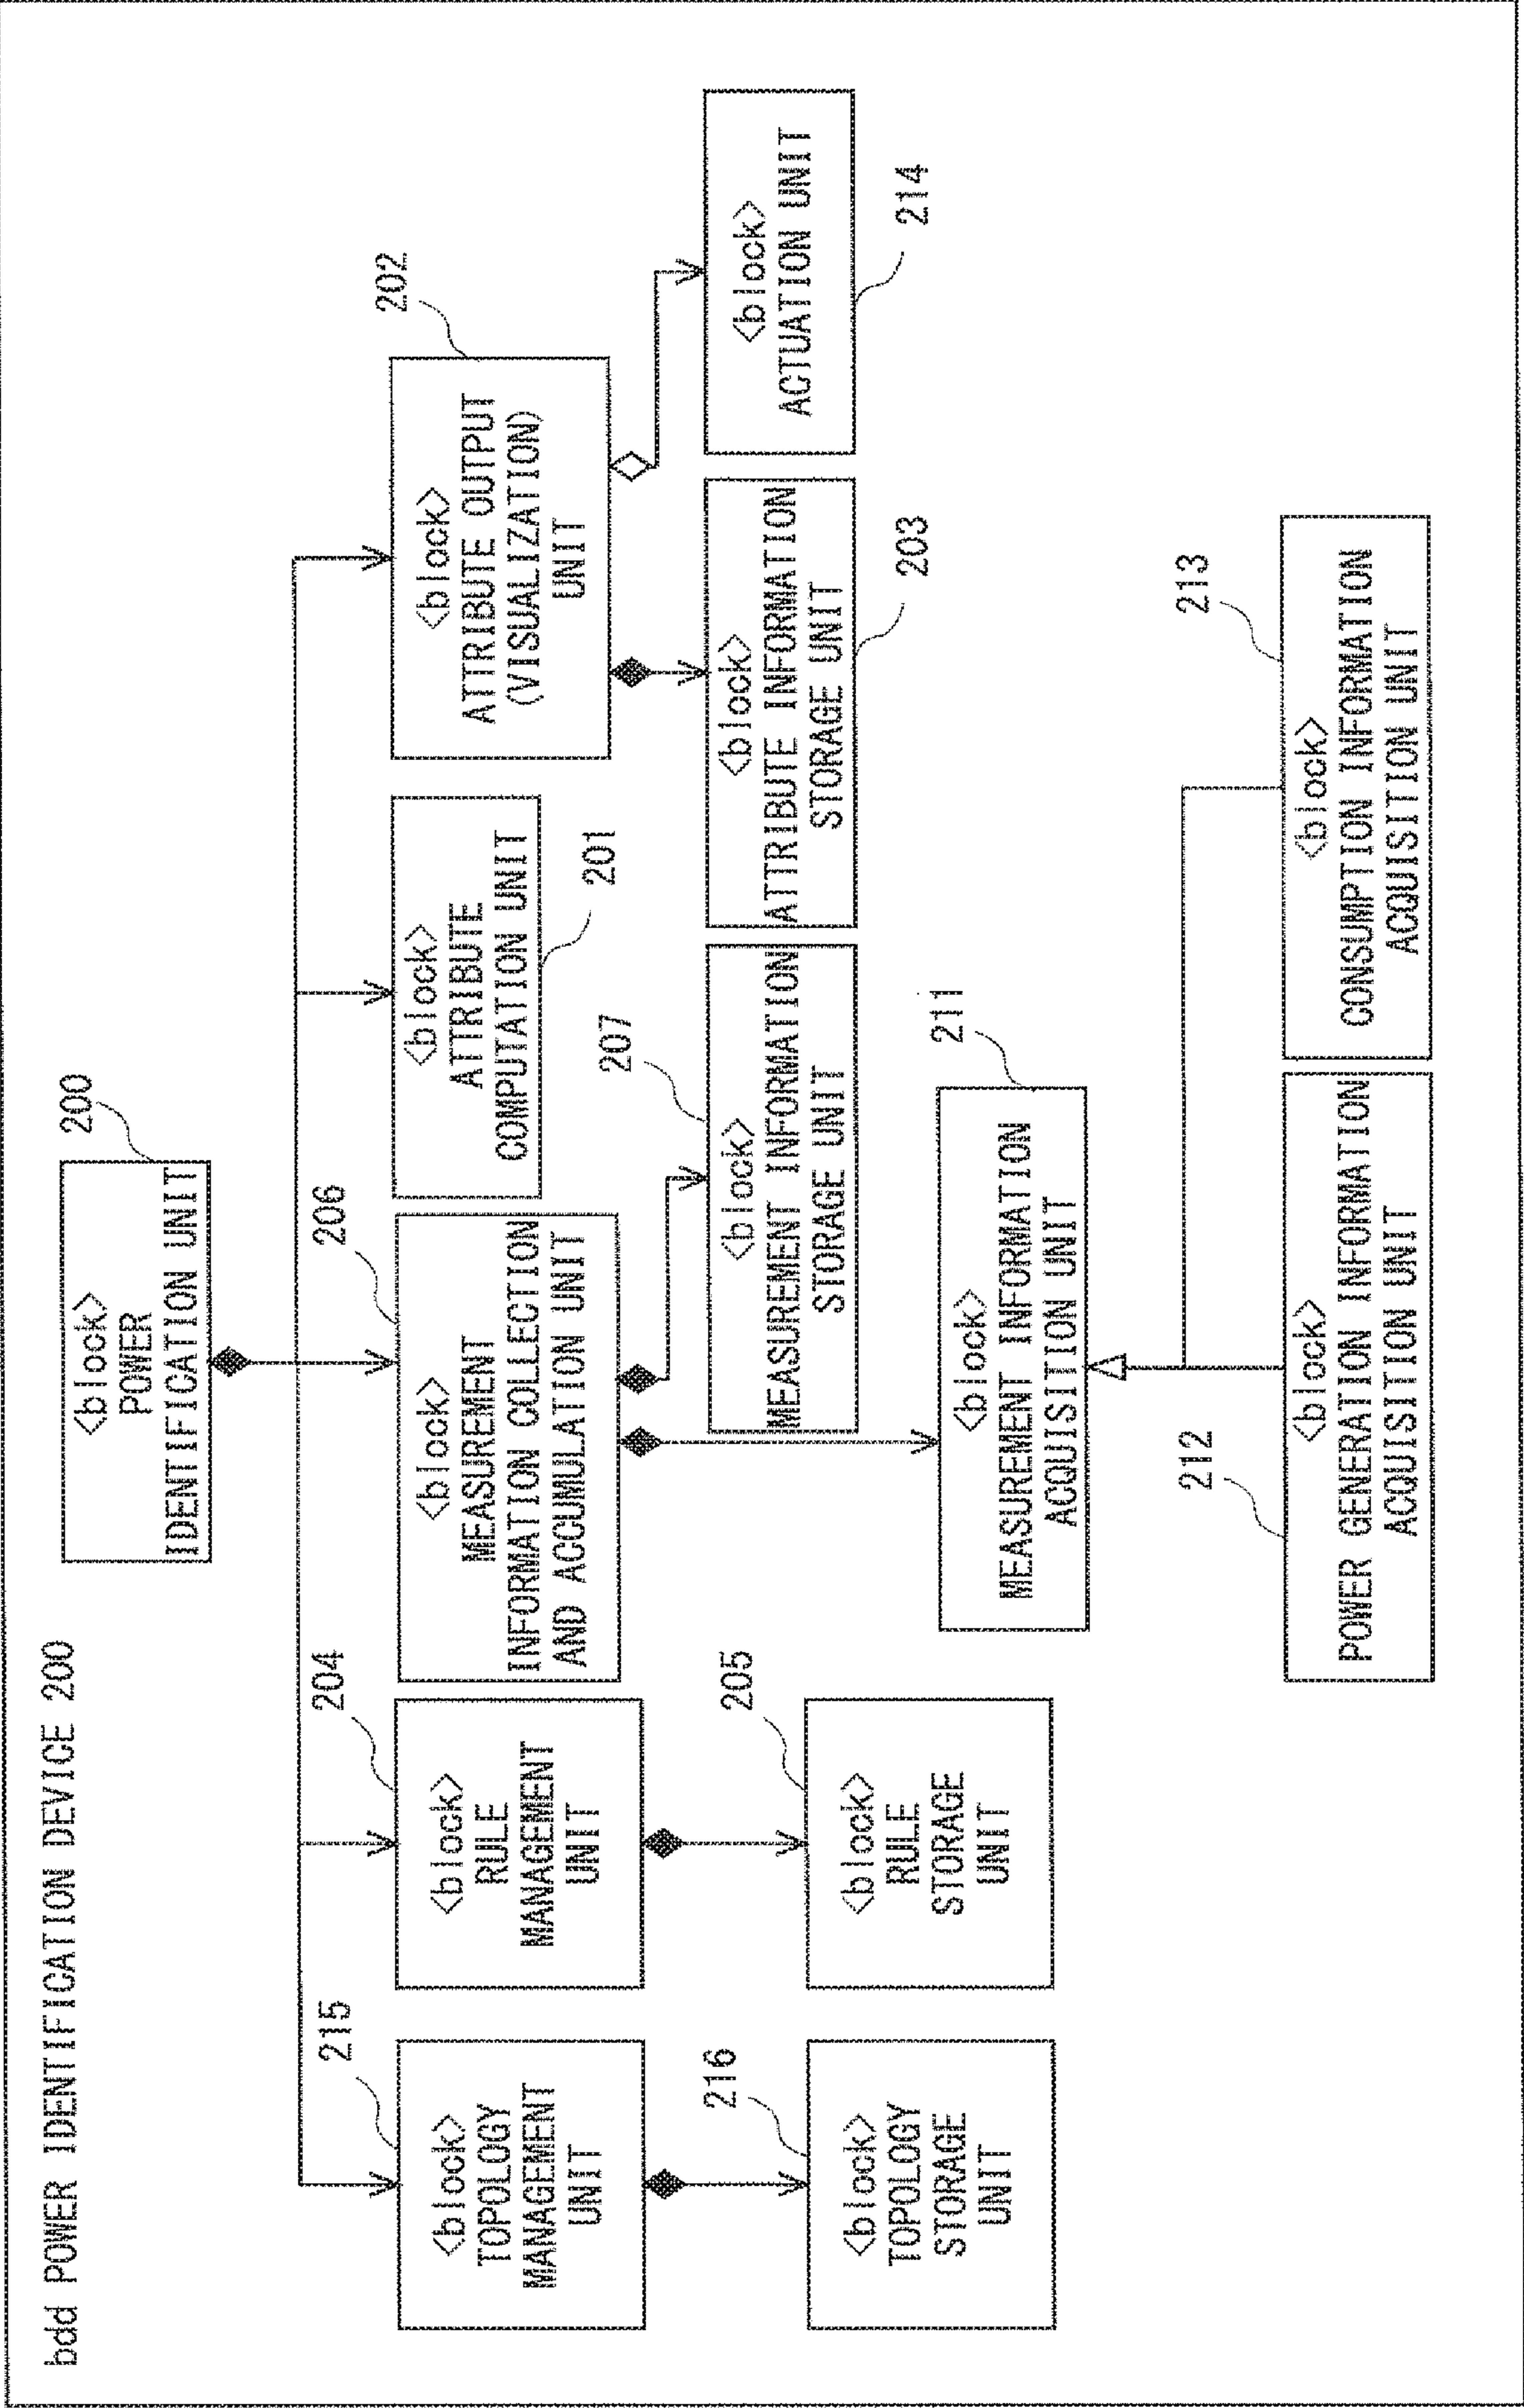 bdd POWER IDENTIFICATION DEVICE 200
200
<block>
POWER
IDENTIFICATION UNIT
215
<block>
TOPOLOGY
MANAGEMENT
UNIT
204
<block>
RULE
MANAGEMENT
UNIT
206
<block>
MEASUREMENT
INFORMATION COLLECTION
AND ACCUMULATION UNIT
<block>
ATTRIBUTE
COMPUTATION UNIT
201
202
<block>
ATTRIBUTE OUTPUT
(VISUALIZATION)
UNIT
216
<block>
TOPOLOGY
STORAGE
UNIT
205
<block>
RULE
STORAGE
UNIT
207
<block>
MEASUREMENT INFORMATION
STORAGE UNIT
<block>
ATTRIBUTE INFORMATION
STORAGE UNIT
203
<block>
ACTUATION UNIT
214
211
<block>
MEASUREMENT INFORMATION
ACQUISITION UNIT
212
<block>
POWER GENERATION INFORMATION
ACQUISITION UNIT
213
<block>
CONSUMPTION INFORMATION
ACQUISITION UNIT